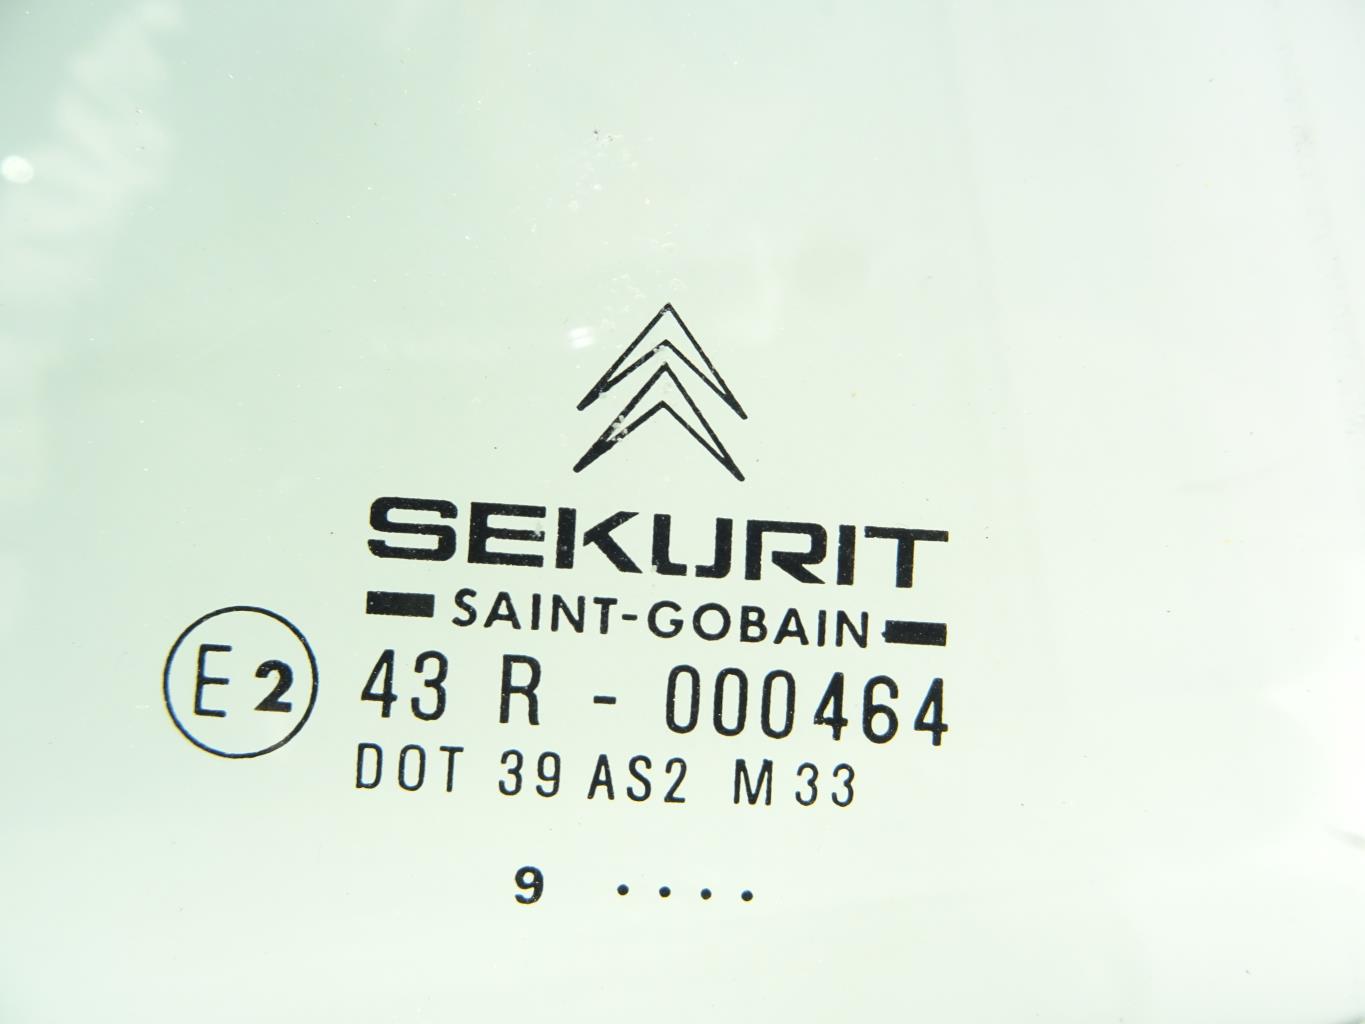 SEKURIT
SAINT-GOBAIN
E2 43 R - 000464
DOT 39 AS2 M33
9 ....